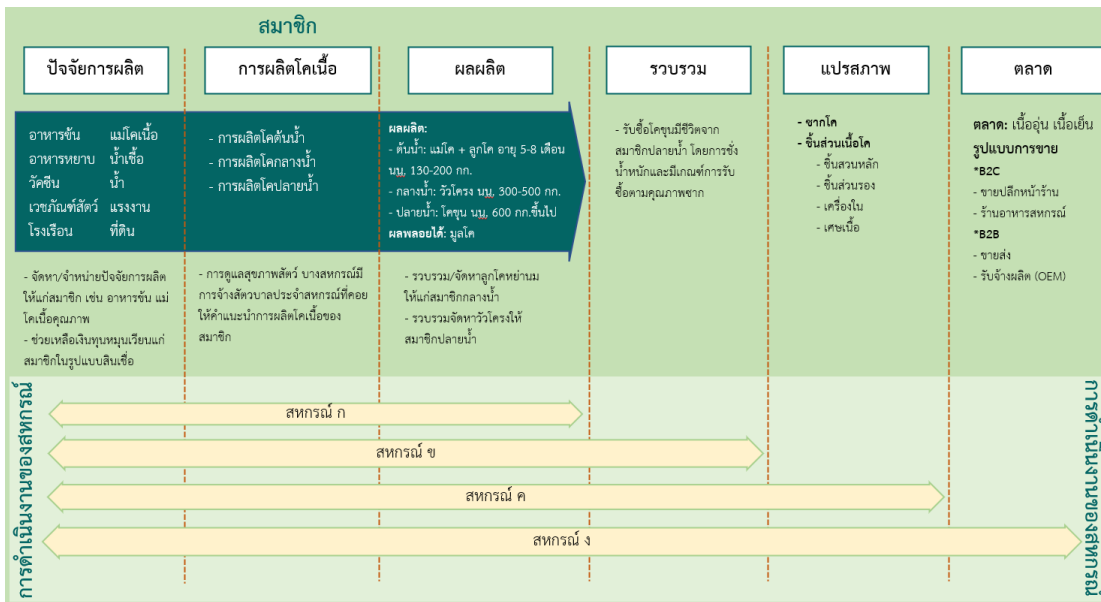 สมาชิก
ปัจจัยการผลิต
การผลิตโคเนื้อ
ผลผลิต
รวบรวม
แปรสภาพ
ตลาด
อาหารข้น แม่โคเนื้อ
อาหารหยาบ น้ำเชื้อ
วัคซีน น้ำ
เวชภัณฑ์สัตว์ แรงงาน
โรงเรือน ที่ดิน
- การผลิตโคต้นน้ำ
- การผลิตโคกลางน้ำ
- การผลิตโคปลายน้ำ
ผลผลิต:
- ต้นน้ำ: แม่โค + ลูกโค อายุ 5-8 เดือน
นน. 130-200 กก.
- กลางน้ำ: วัวโครง นน. 300-500 กก.
- ปลายน้ำ: โคขุน นน. 600 กก.ขึ้นไป
ผลพลอยได้: มูลโค
- รับซื้อโคขุนมีชีวิตจาก
สมาชิกปลายน้ำ โดยการชั่ง
น้ำหนักและมีเกณฑ์การรับ
ซื้อตามคุณภาพซาก
- ซากโค
- ชิ้นส่วนเนื้อโค
- ชิ้นสวนหลัก
- ชิ้นส่วนรอง
- เครื่องใน
- เศษเนื้อ
ตลาด: เนื้ออุ่น เนื้อเย็น
รูปแบบการขาย
*B2C
- ขายปลีกหน้าร้าน
- ร้านอาหารสหกรณ์
*B2B
- ขายส่ง
- รับจ้างผลิต (OEM)
- จัดหา/จำหน่ายปัจจัยการผลิต
ให้แก่สมาชิก เช่น อาหารข้น แม่
โคเนื้อคุณภาพ
- ช่วยเหลือเงินทุนหมุนเวียนแก่
สมาชิกในรูปแบบสินเชื่อ
- การดูแลสุขภาพสัตว์ บางสหกรณ์มี
การจ้างสัตวบาลประจำสหกรณ์ที่คอย
ให้คำแนะนำการผลิตโคเนื้อของ
สมาชิก
- รวบรวม/จัดหาลูกโคหย่านม
ให้แก่สมาชิกกลางน้ำ
- รวบรวมจัดหาวัวโครงให้
สมาชิกปลายน้ำ
การดำเนินงานของสหกรณ์
สหกรณ์ ก
สหกรณ์ ข
สหกรณ์ ค
สหกรณ์ ง
การดำเนินงานของสหกรณ์